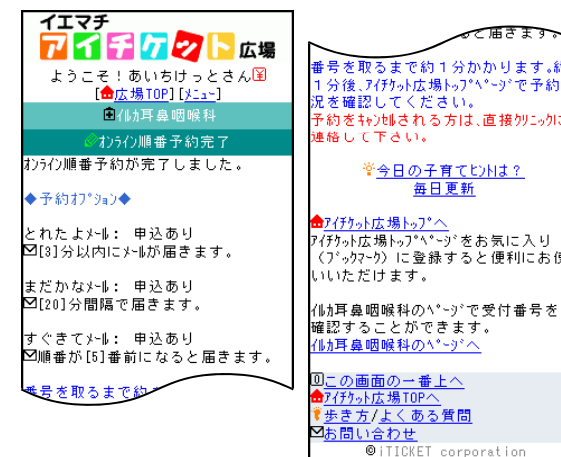 イエマチ
アイチケット広場
ようこそ!あいちけっとさん¥
[広場TOP] [ﾒﾆｭｰ]
ｲﾙｶ耳鼻咽喉科
ｵﾝﾗｲﾝ順番予約完了
ｵﾝﾗｲﾝ順番予約が完了しました。
◆予約ｵﾌﾟｼｮﾝ◆
とれたよﾒｰﾙ: 申込あり
[3]分以内にﾒｰﾙが届きます。
まだかなﾒｰﾙ: 申込あり
[20]分間隔で届きます。
すぐきてﾒｰﾙ: 申込あり
順番が[5]番前になると届きます。
番号を取るまで約
ると届きます。
番号を取るまで約1分かかります。約
1分後、ｱｲﾁｹｯﾄ広場ﾄｯﾌﾟﾍﾟｰｼﾞで予約
況を確認してください。
予約をｷｬﾝｾﾙされる方は、直接ｸﾘﾆｯｸに
連絡して下さい。
今日の子育てﾋﾝﾄは?
毎日更新
ｱｲﾁｹｯﾄ広場ﾄｯﾌﾟへ
ｱｲﾁｹｯﾄ広場ﾄｯﾌﾟﾍﾟｰｼﾞをお気に入り
(ﾌﾞｯｸﾏｰｸ)に登録すると便利にお使
いいただけます。
ｲﾙｶ耳鼻咽喉科のﾍﾟｰｼﾞで受付番号を
確認することができます。
ｲﾙｶ耳鼻咽喉科のﾍﾟｰｼﾞへ
0この画面の一番上へ
ｱｲﾁｹｯﾄ広場TOPへ
歩き方/よくある質問
お問い合わせ
©iTICKET corporation